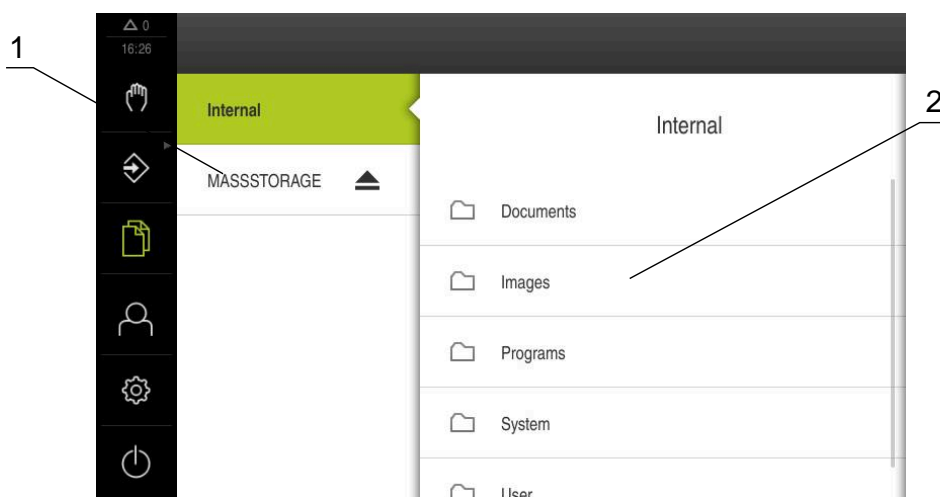 1
0
16:26
Internal
MASSSTORAGE
Internal
2
Documents
Images
Programs
System
User